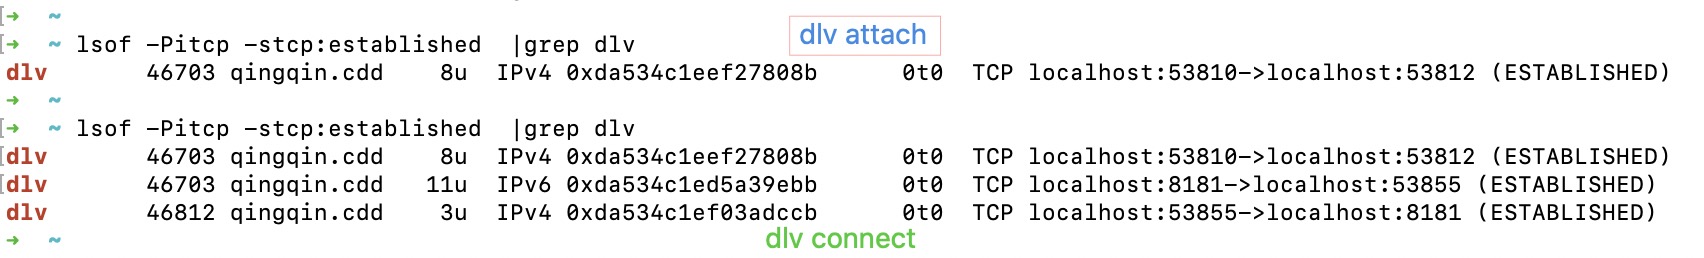 → ~
→ ~ lsof -Pitcp -stcp:established |grep dlv
dlv attach
dlv 46703 qingqin.cdd 8u IPv4 0xda534c1eef27808b 0t0 TCP localhost:53810->localhost:53812 (ESTABLISHED)
→ ~
→ ~ lsof -Pitcp -stcp:established |grep dlv
dlv 46703 qingqin.cdd 8u IPv4 0xda534c1eef27808b 0t0 TCP localhost:53810->localhost:53812 (ESTABLISHED)
dlv 46703 qingqin.cdd 11u IPv6 0xda534c1ed5a39ebb 0t0 TCP localhost:8181->localhost:53855 (ESTABLISHED)
dlv 46812 qingqin.cdd 3u IPv4 0xda534c1ef03adccb 0t0 TCP localhost:53855->localhost:8181 (ESTABLISHED)
→ ~
dlv connect